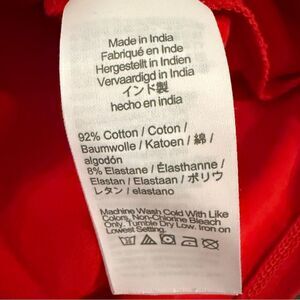 Made in India
Fabriqué en Inde
Hergestellt in Indien
Vervaardigd in India
インド製
hecho en india
92% Cotton / Coton /
Baumwolle / Katoen / 綿 /
algodón
8% Elastane / Élasthanne /
Elastan / Elastaan / ポリウ
レタン / elastano
Machine Wash Cold With Like
Colors, Non-Chlorine Bleach
Only. Tumble Dry Low. Iron on
Lowest Setting.